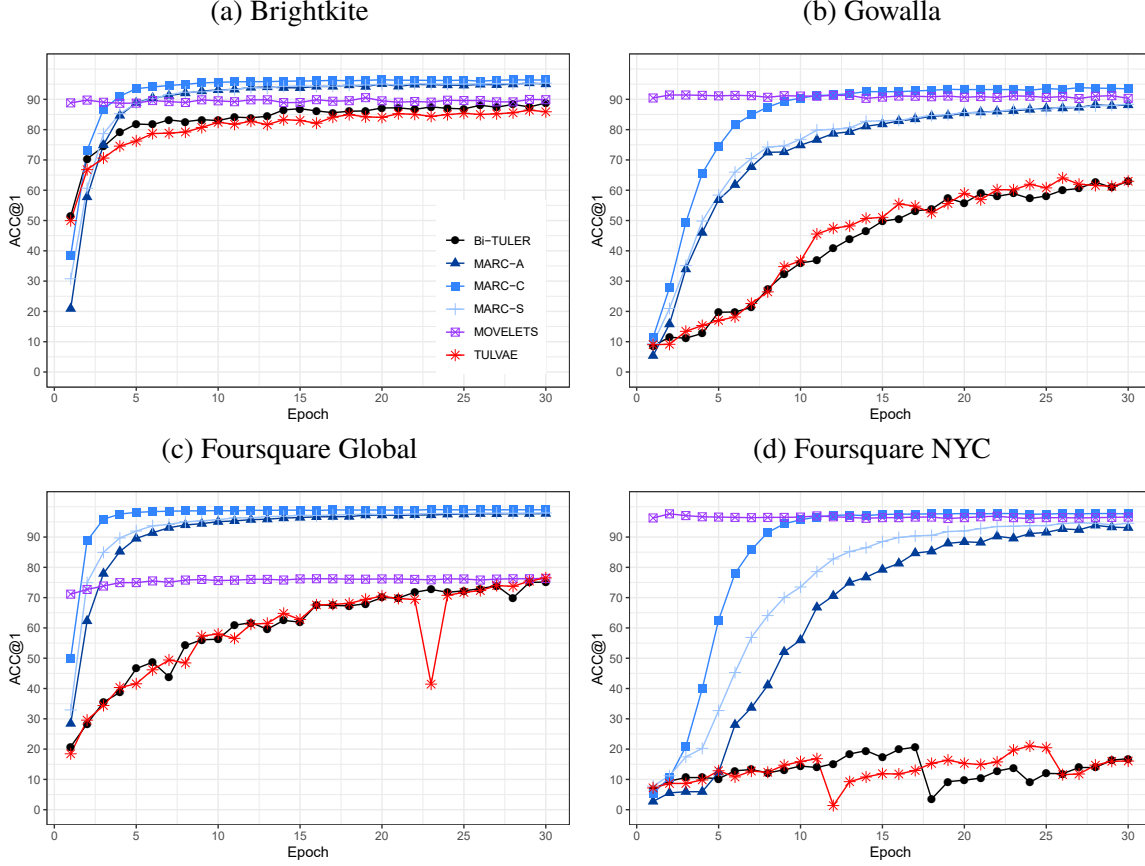 (a) Brightkite
(b) Gowalla
ACC@1
90
80
70
60
50
40
30
20
10
0
Bi−TULER
MARC−A
MARC−C
MARC−S
MOVELETS
TULVAE
0 5 10 15 20 25 30
Epoch
ACC@1
90
80
70
60
50
40
30
20
10
0
0 5 10 15 20 25 30
Epoch
(c) Foursquare Global
(d) Foursquare NYC
ACC@1
90
80
70
60
50
40
30
20
10
0
0 5 10 15 20 25 30
Epoch
ACC@1
90
80
70
60
50
40
30
20
10
0
0 5 10 15 20 25 30
Epoch